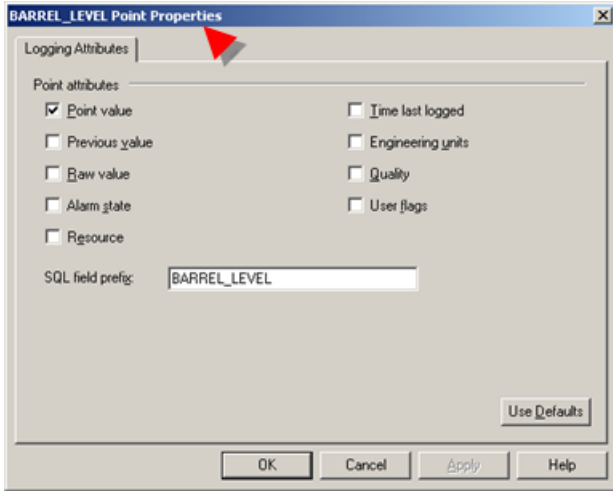 BARREL_LEVEL Point Properties
Logging Attributes
Point attributes
Point value
Time last logged
Previous value
Engineering units
Raw value
Quality
Alarm state
User flags
Resource
SQL field prefix:
BARREL_LEVEL
Use Defaults
OK
Cancel
Apply
Help